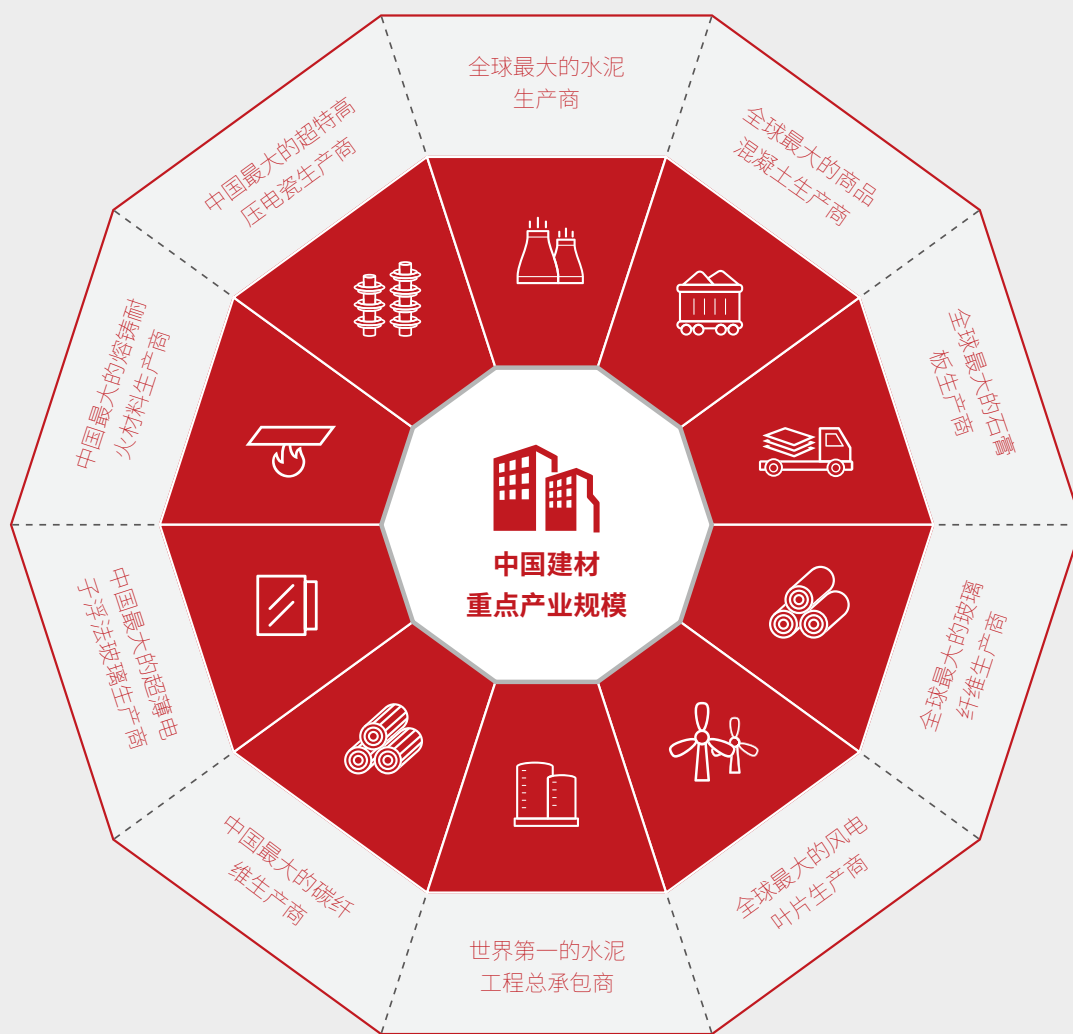 全球最大的水泥
生产商
全球最大的商品
混凝土生产商
全球最大的石膏
板生产商
全球最大的玻璃
纤维生产商
全球最大的风电
叶片生产商
世界第一的水泥
工程总承包商
中国最大的碳纤
维生产商
中国最大的超薄电
子浮法玻璃生产商
中国最大的熔铸耐
火材料生产商
中国最大的超特高
压电瓷生产商
中国建材
重点产业规模